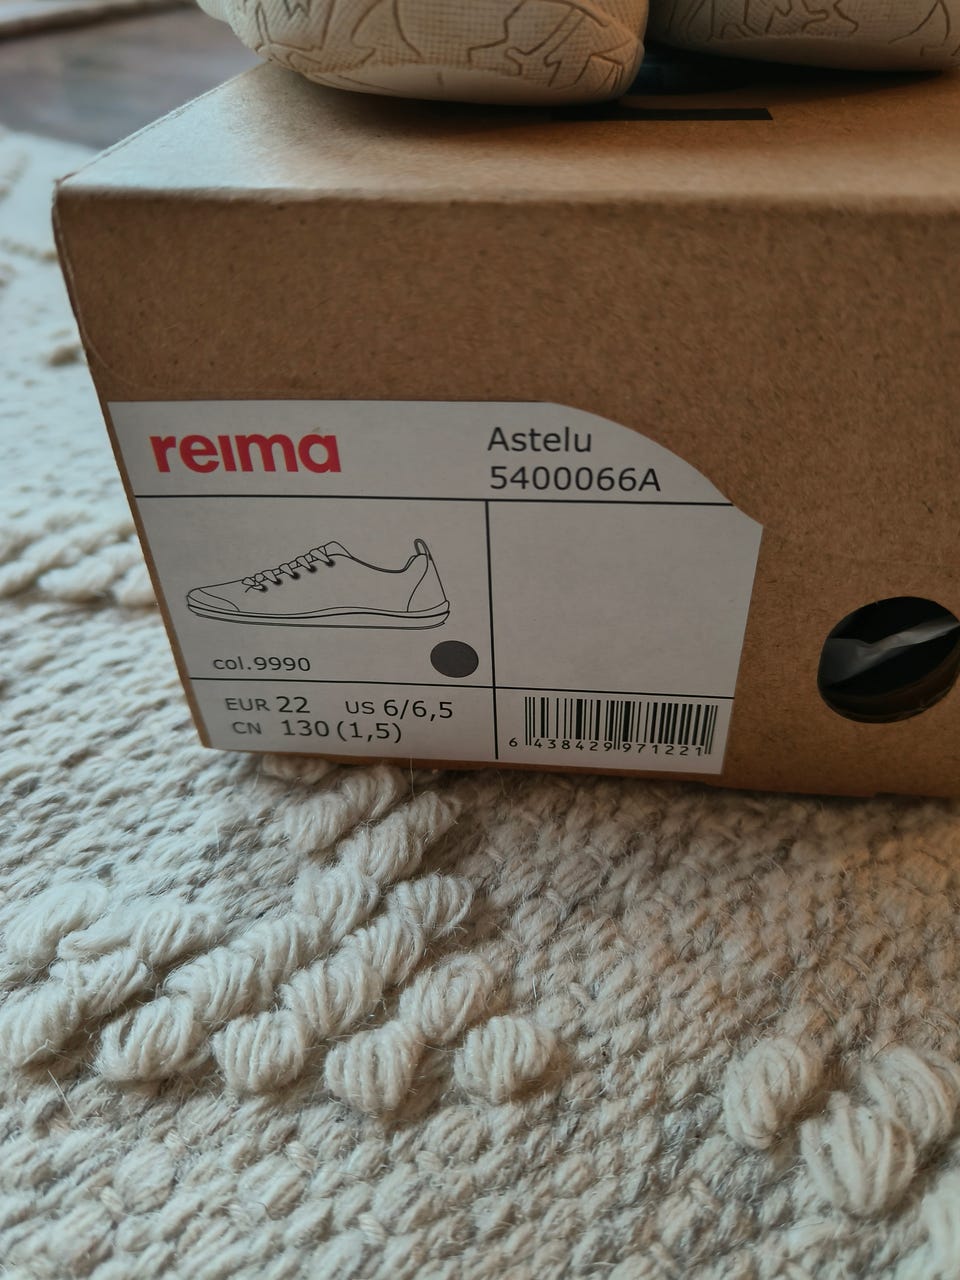 reima
Astelu
5400066A
col.9990
EUR 22 US 6/6,5
CN 130 (1,5)
6 438429 971221